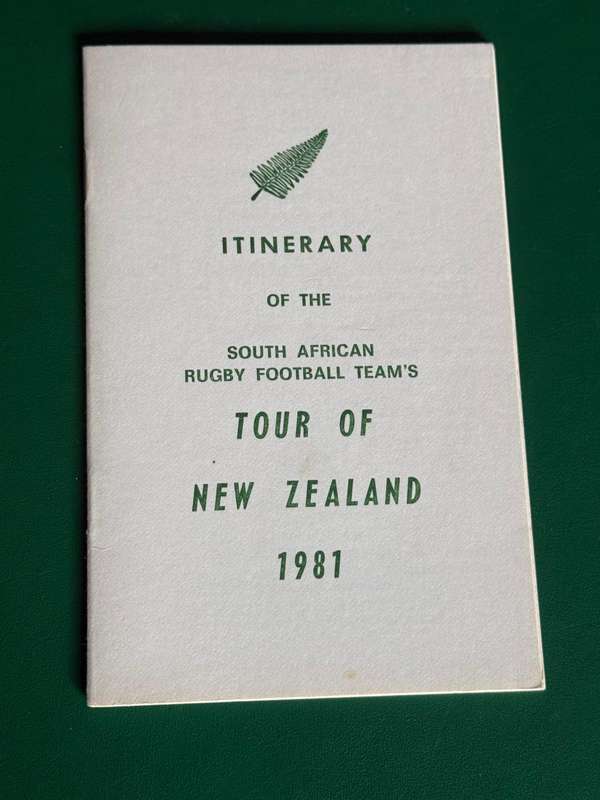 ITINERARY
OF THE
SOUTH AFRICAN
RUGBY FOOTBALL TEAM'S
TOUR OF
NEW ZEALAND
1981